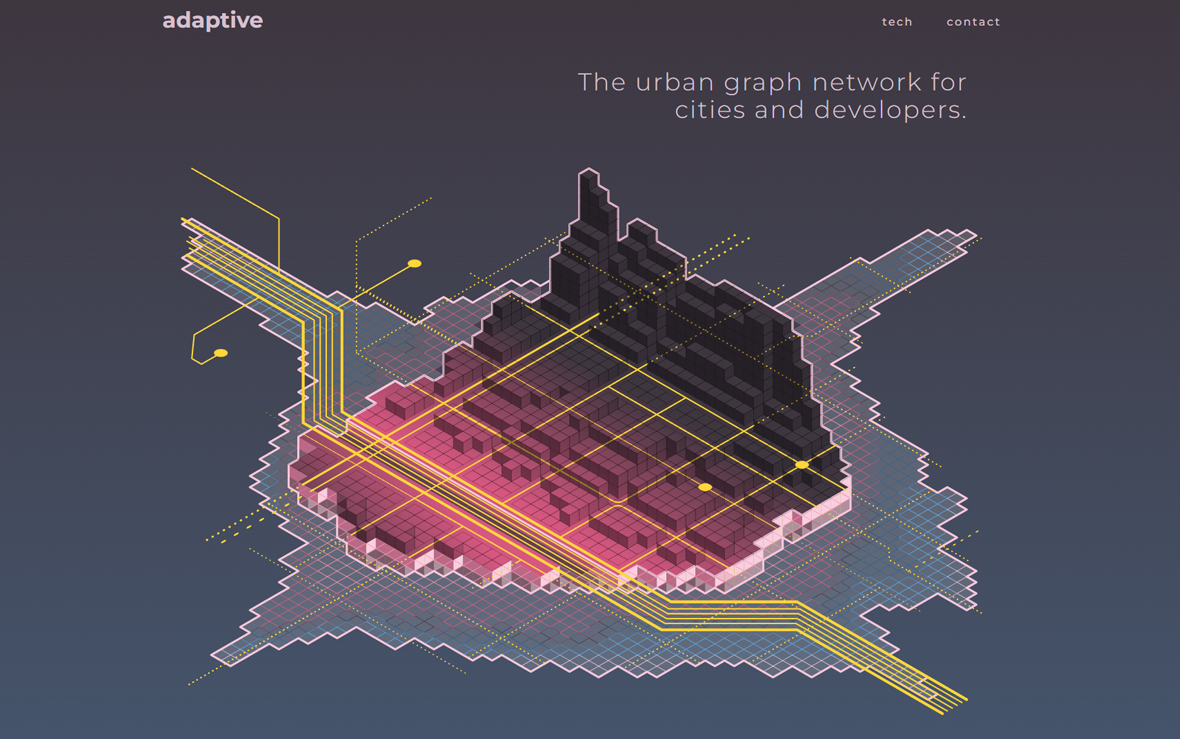 adaptive
tech contact
The urban graph network for
cities and developers.